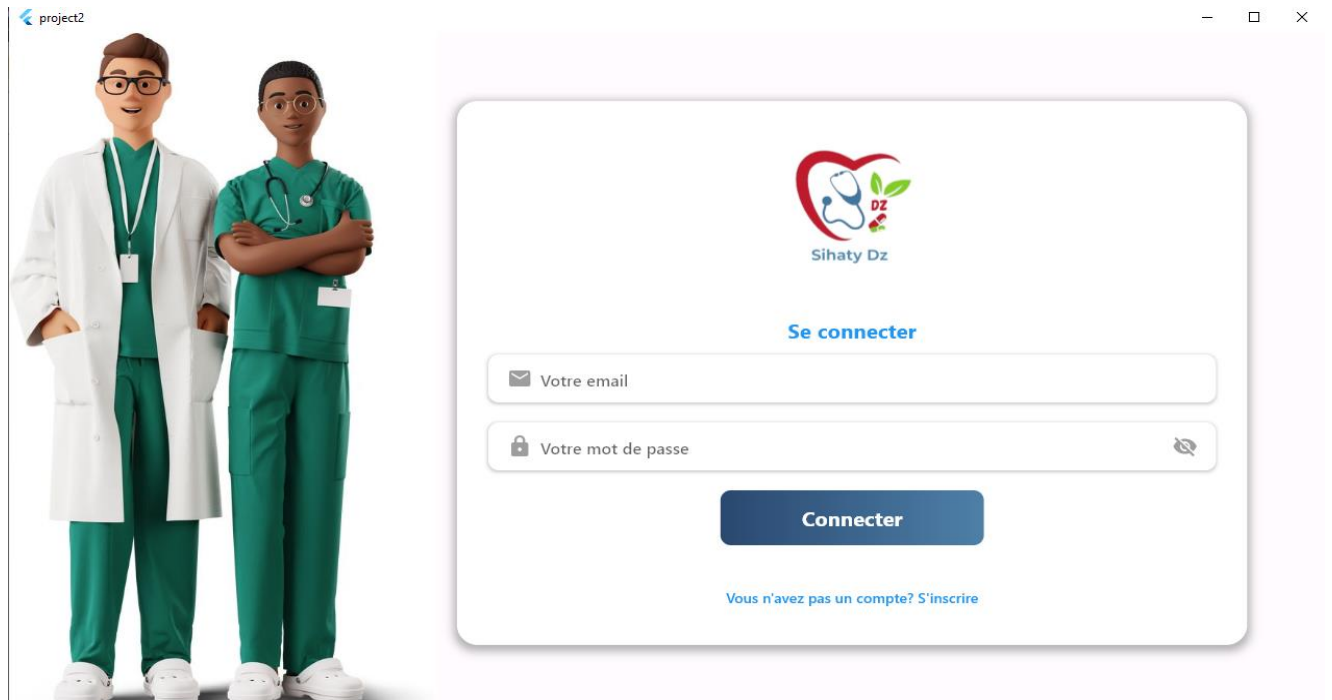 project2
DZ
Sihaty Dz
Se connecter
Votre email
Votre mot de passe
Connecter
Vous n'avez pas un compte? S'inscrire